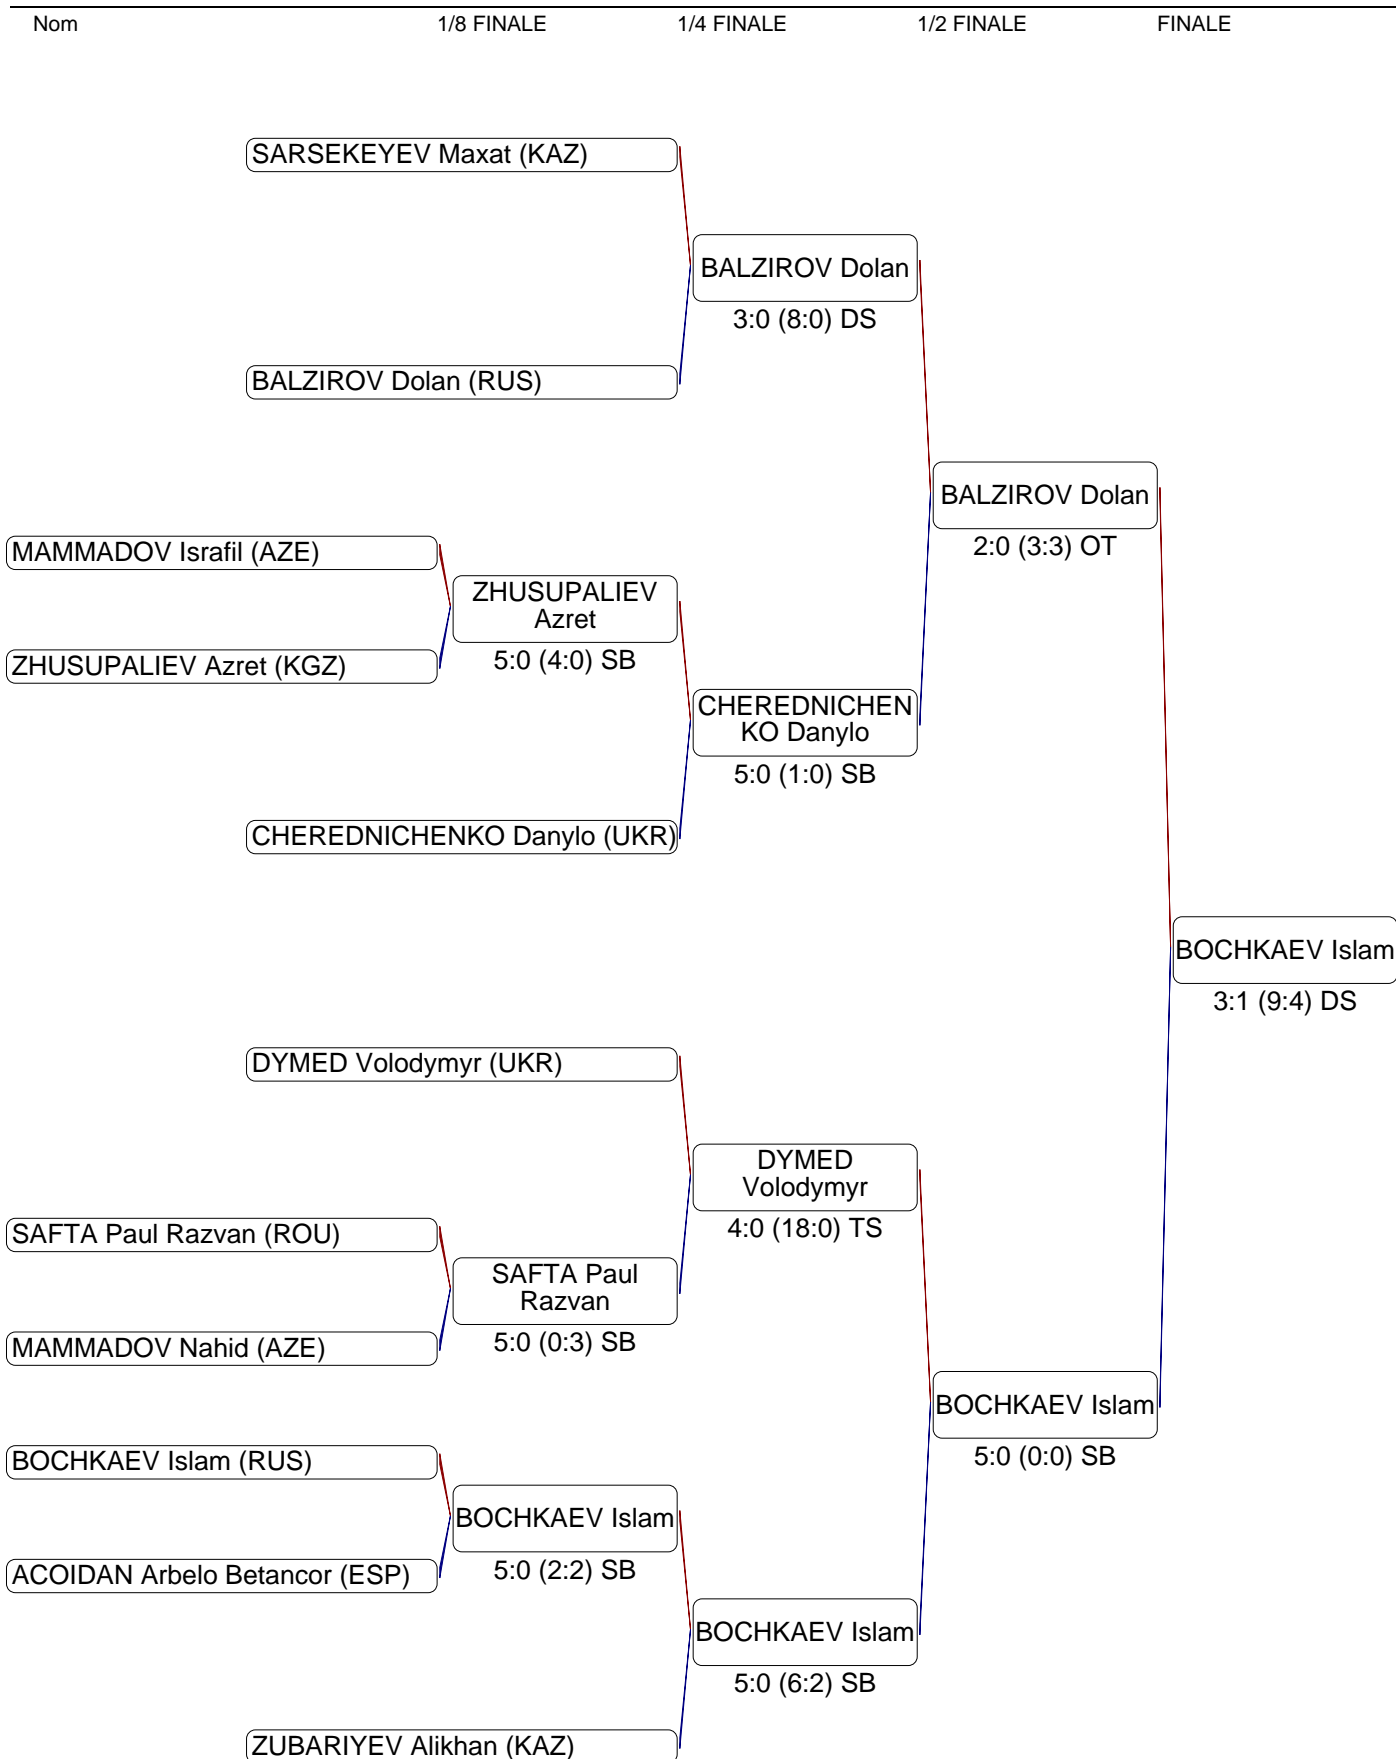 Nom 1/8 FINALE 1/4 FINALE 1/2 FINALE FINALE
SARSEKEYEV Maxat (KAZ)
BALZIROV Dolan
3:0 (8:0) DS
BALZIROV Dolan (RUS)
BALZIROV Dolan
2:0 (3:3) OT
MAMMADOV Israfil (AZE)
ZHUSUPALIEV
Azret
5:0 (4:0) SB
ZHUSUPALIEV Azret (KGZ)
CHEREDNICHEN
KO Danylo
5:0 (1:0) SB
CHEREDNICHENKO Danylo (UKR)
BOCHKAEV Islam
3:1 (9:4) DS
DYMED Volodymyr (UKR)
DYMED
Volodymyr
4:0 (18:0) TS
SAFTA Paul Razvan (ROU)
SAFTA Paul
Razvan
5:0 (0:3) SB
MAMMADOV Nahid (AZE)
BOCHKAEV Islam
5:0 (0:0) SB
BOCHKAEV Islam (RUS)
BOCHKAEV Islam
5:0 (2:2) SB
ACOIDAN Arbelo Betancor (ESP)
BOCHKAEV Islam
5:0 (6:2) SB
ZUBARIYEV Alikhan (KAZ)